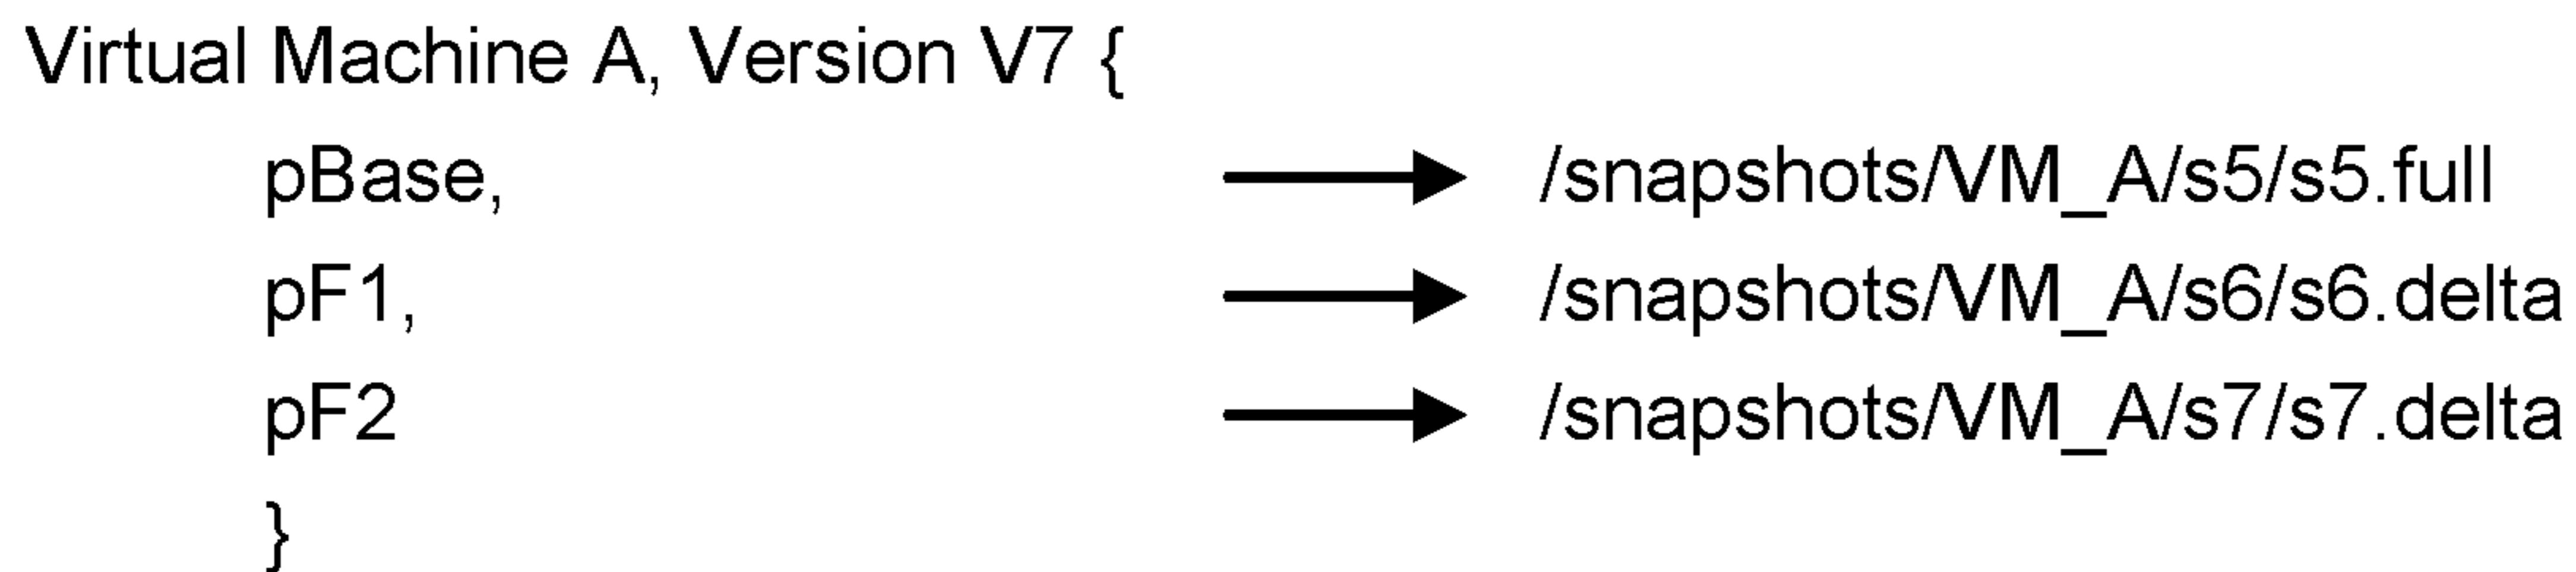 Virtual Machine A, Version V7 {
pBase, /snapshots/VM_A/s5/s5.full
pF1, /snapshots/VM_A/s6/s6.delta
pF2 /snapshots/VM_A/s7/s7.delta
}